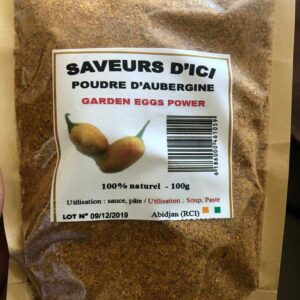 SAVEURS D'ICI
POUDRE D'AUBERGINE
GARDEN EGGS POWER
8186000461059
100% naturel - 100g
Utilisation : sauce, pâte / Utilisation : Soup, Paste
LOT N° 09/12/2019 Abidjan (RCI)